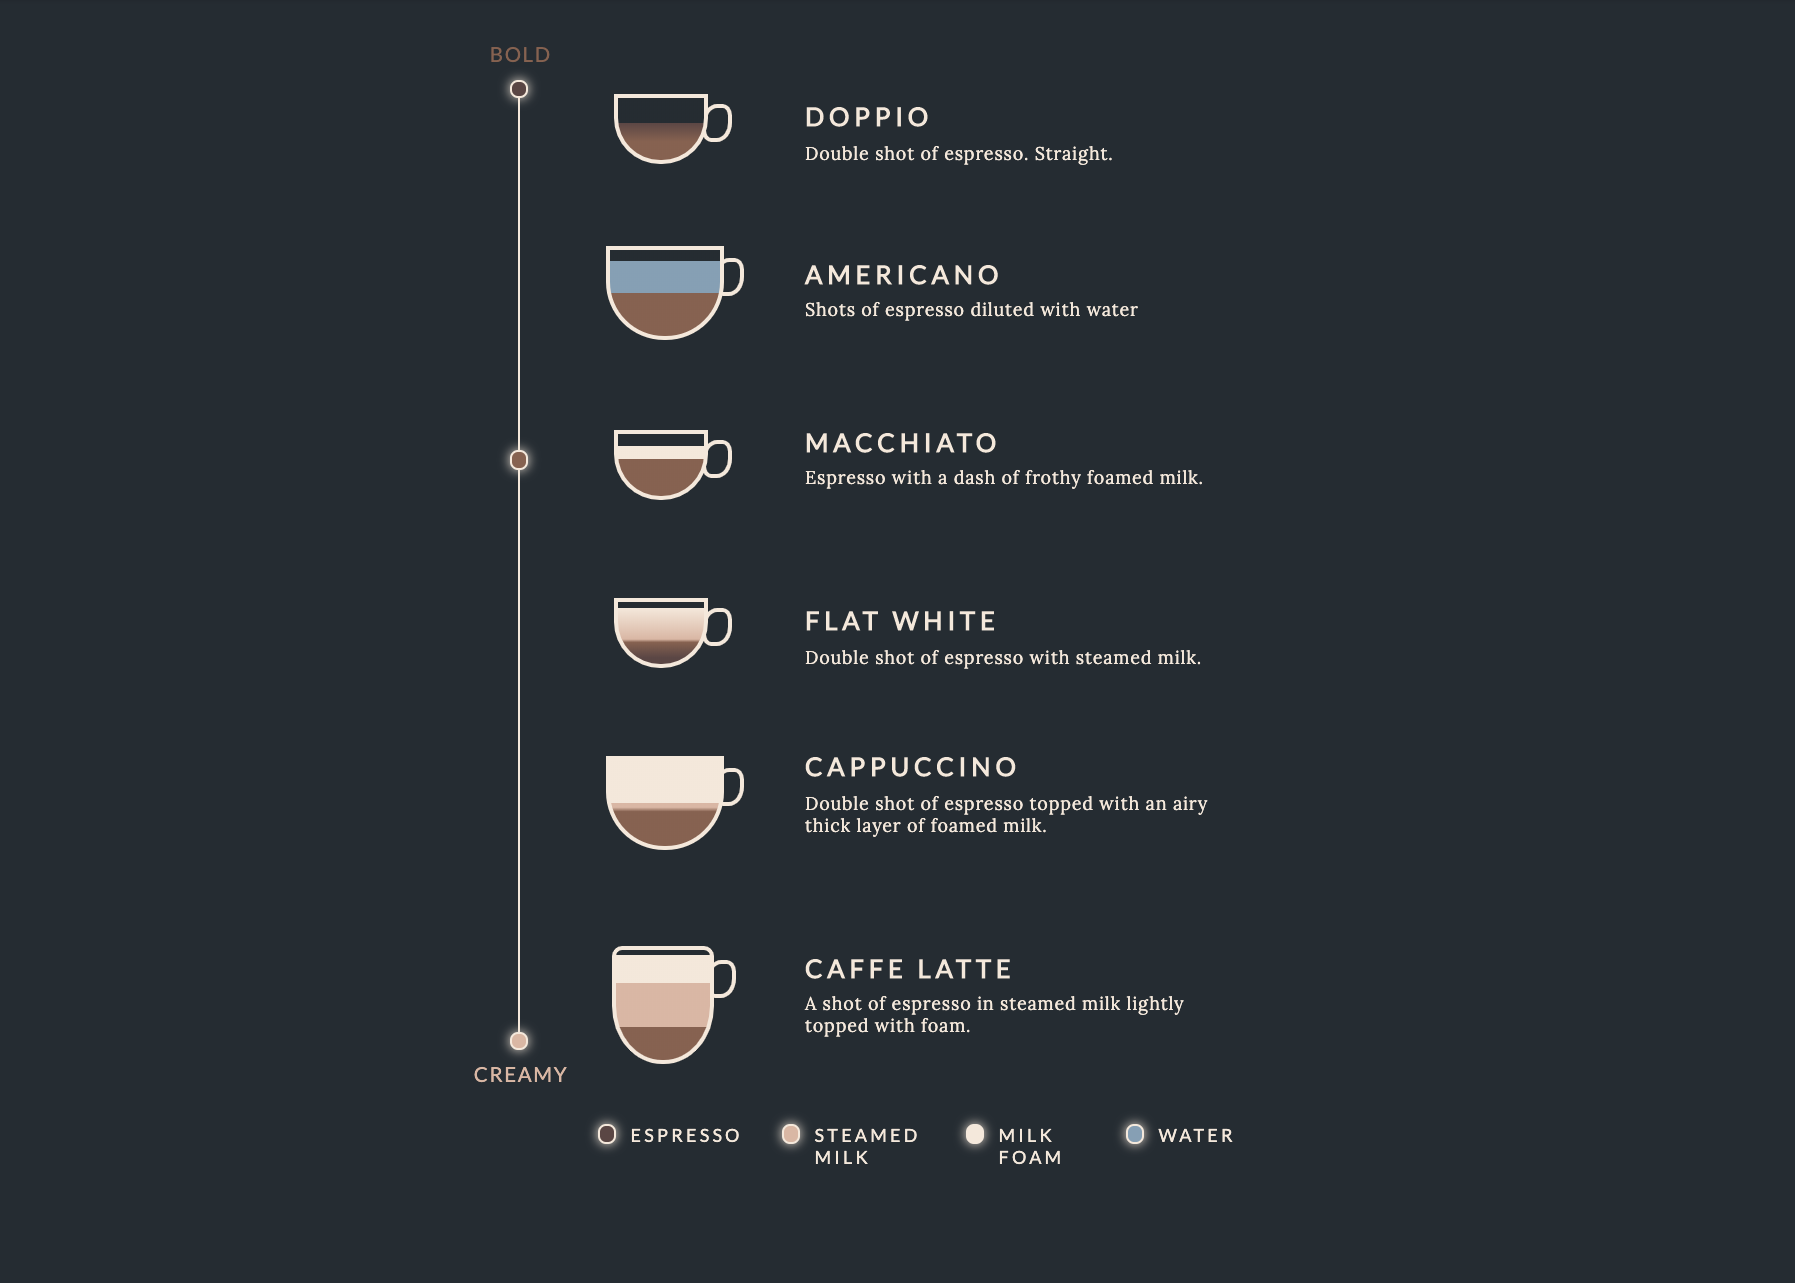 BOLD
DOPPIO
Double shot of espresso. Straight.
AMERICANO
Shots of espresso diluted with water
MACCHIATO
Espresso with a dash of frothy foamed milk.
FLAT WHITE
Double shot of espresso with steamed milk.
CAPPUCCINO
Double shot of espresso topped with an airy
thick layer of foamed milk.
CAFFE LATTE
A shot of espresso in steamed milk lightly
topped with foam.
CREAMY
ESPRESSO
STEAMED
MILK
MILK
FOAM
WATER